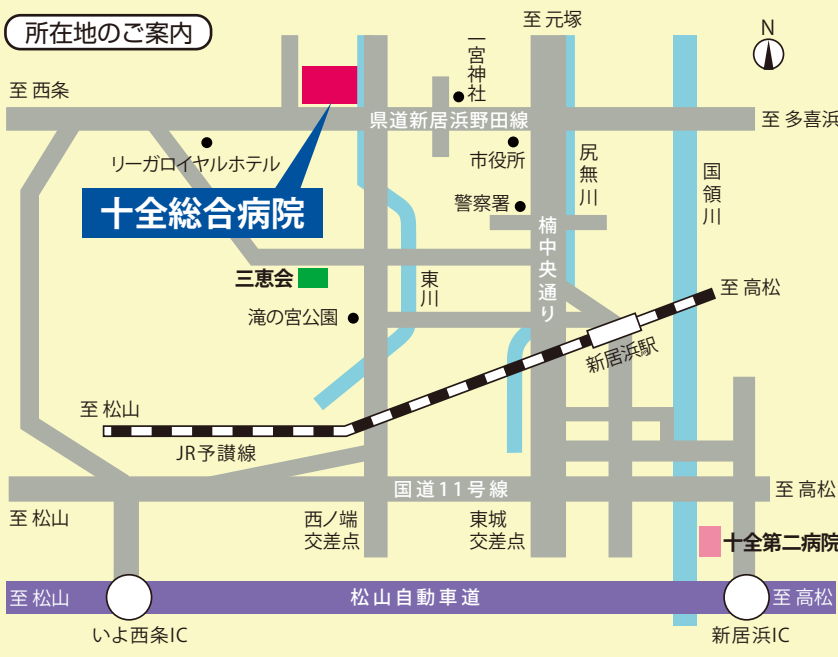 所在地のご案内
至 元塚
N
至 西条
一宮神社
県道新居浜野田線
至 多喜浜
リーガロイヤルホテル
市役所
尻無川
国領川
十全総合病院
警察署
楠中央通り
三恵会
東川
至 高松
滝の宮公園
新居浜駅
至 松山
JR予讃線
国道11号線
至 高松
至 松山
西ノ端
交差点
東城
交差点
十全第二病院
至 松山
松山自動車道
至 高松
いよ西条IC
新居浜IC